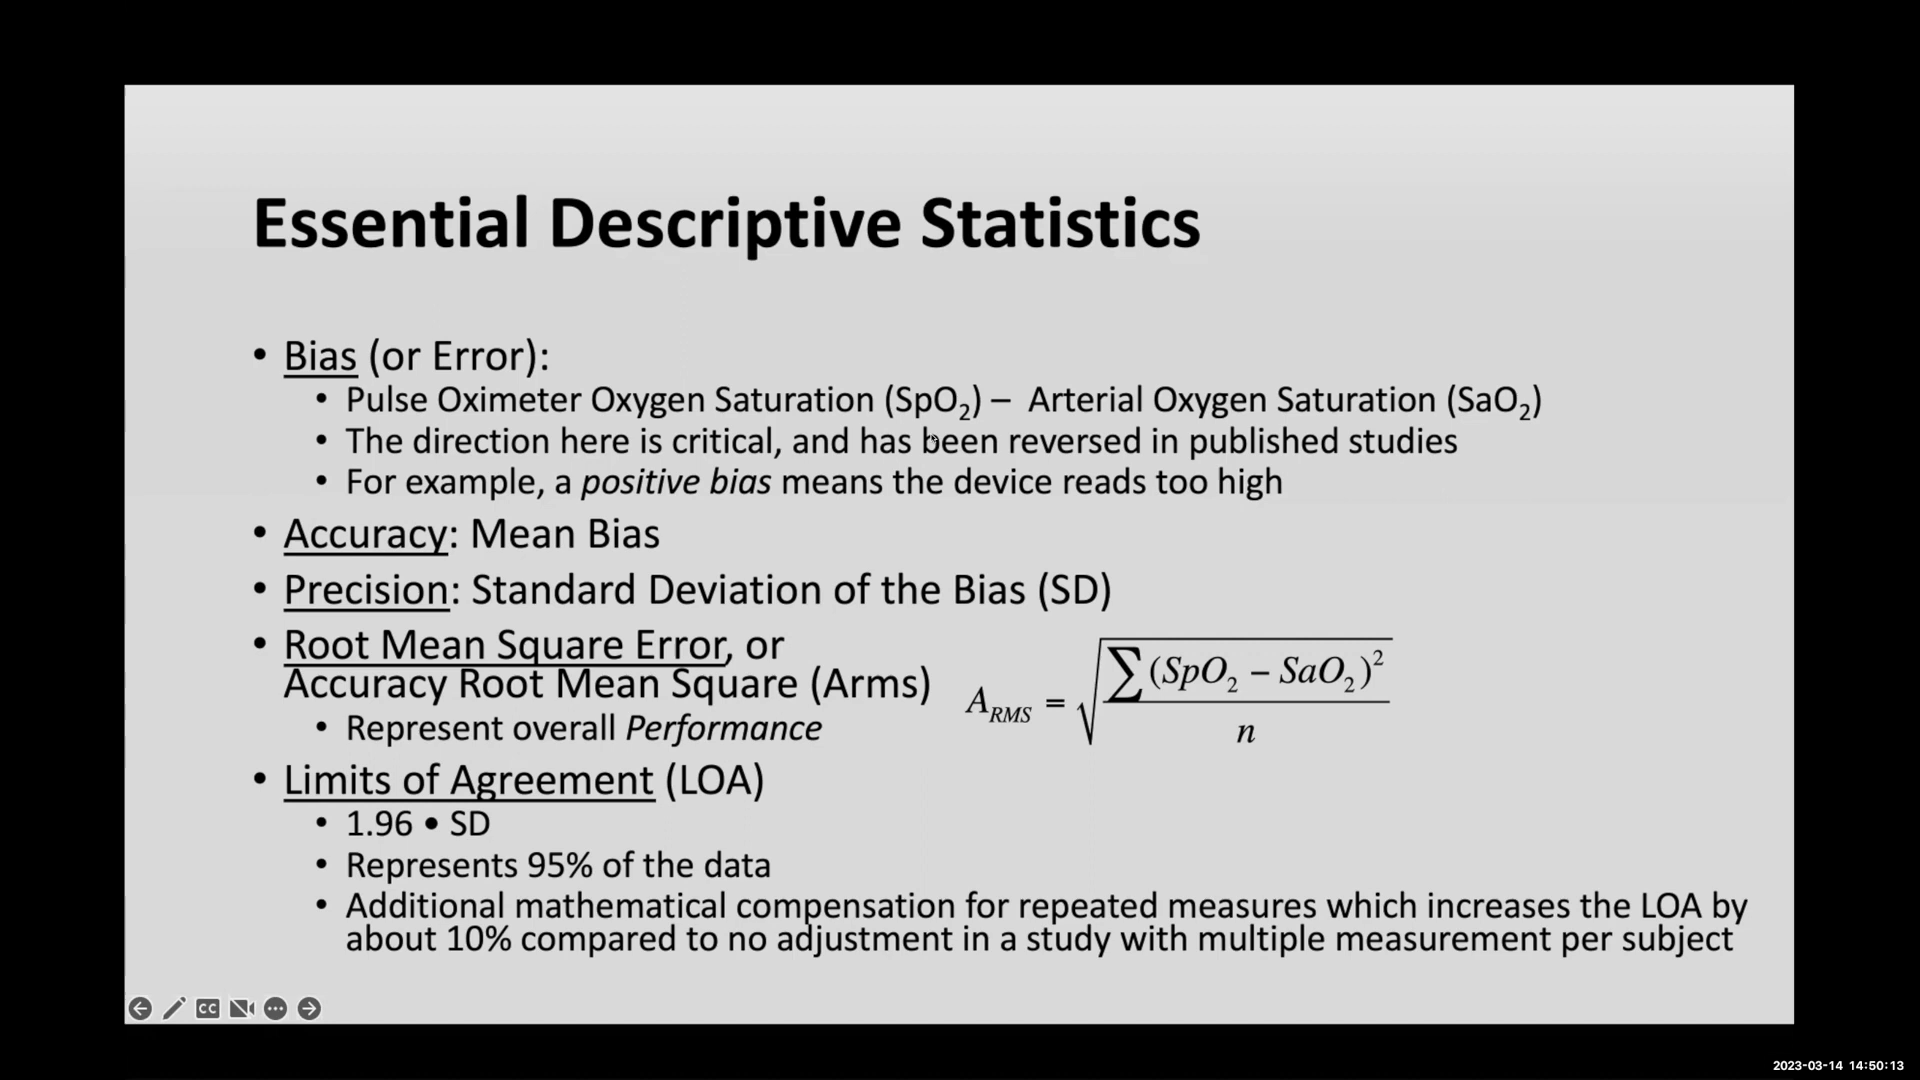 Essential Descriptive Statistics
• Bias (or Error):
• Pulse Oximeter Oxygen Saturation (SpO₂) – Arterial Oxygen Saturation (SaO₂)
• The direction here is critical, and has been reversed in published studies
• For example, a positive bias means the device reads too high
• Accuracy: Mean Bias
• Precision: Standard Deviation of the Bias (SD)
• Root Mean Square Error, or
Accuracy Root Mean Square (Arms)
A_RMS = √(∑(SpO₂ − SaO₂)² / n)
• Represent overall Performance
• Limits of Agreement (LOA)
• 1.96 • SD
• Represents 95% of the data
• Additional mathematical compensation for repeated measures which increases the LOA by
about 10% compared to no adjustment in a study with multiple measurement per subject
CC
2023-03-14 14:50:13